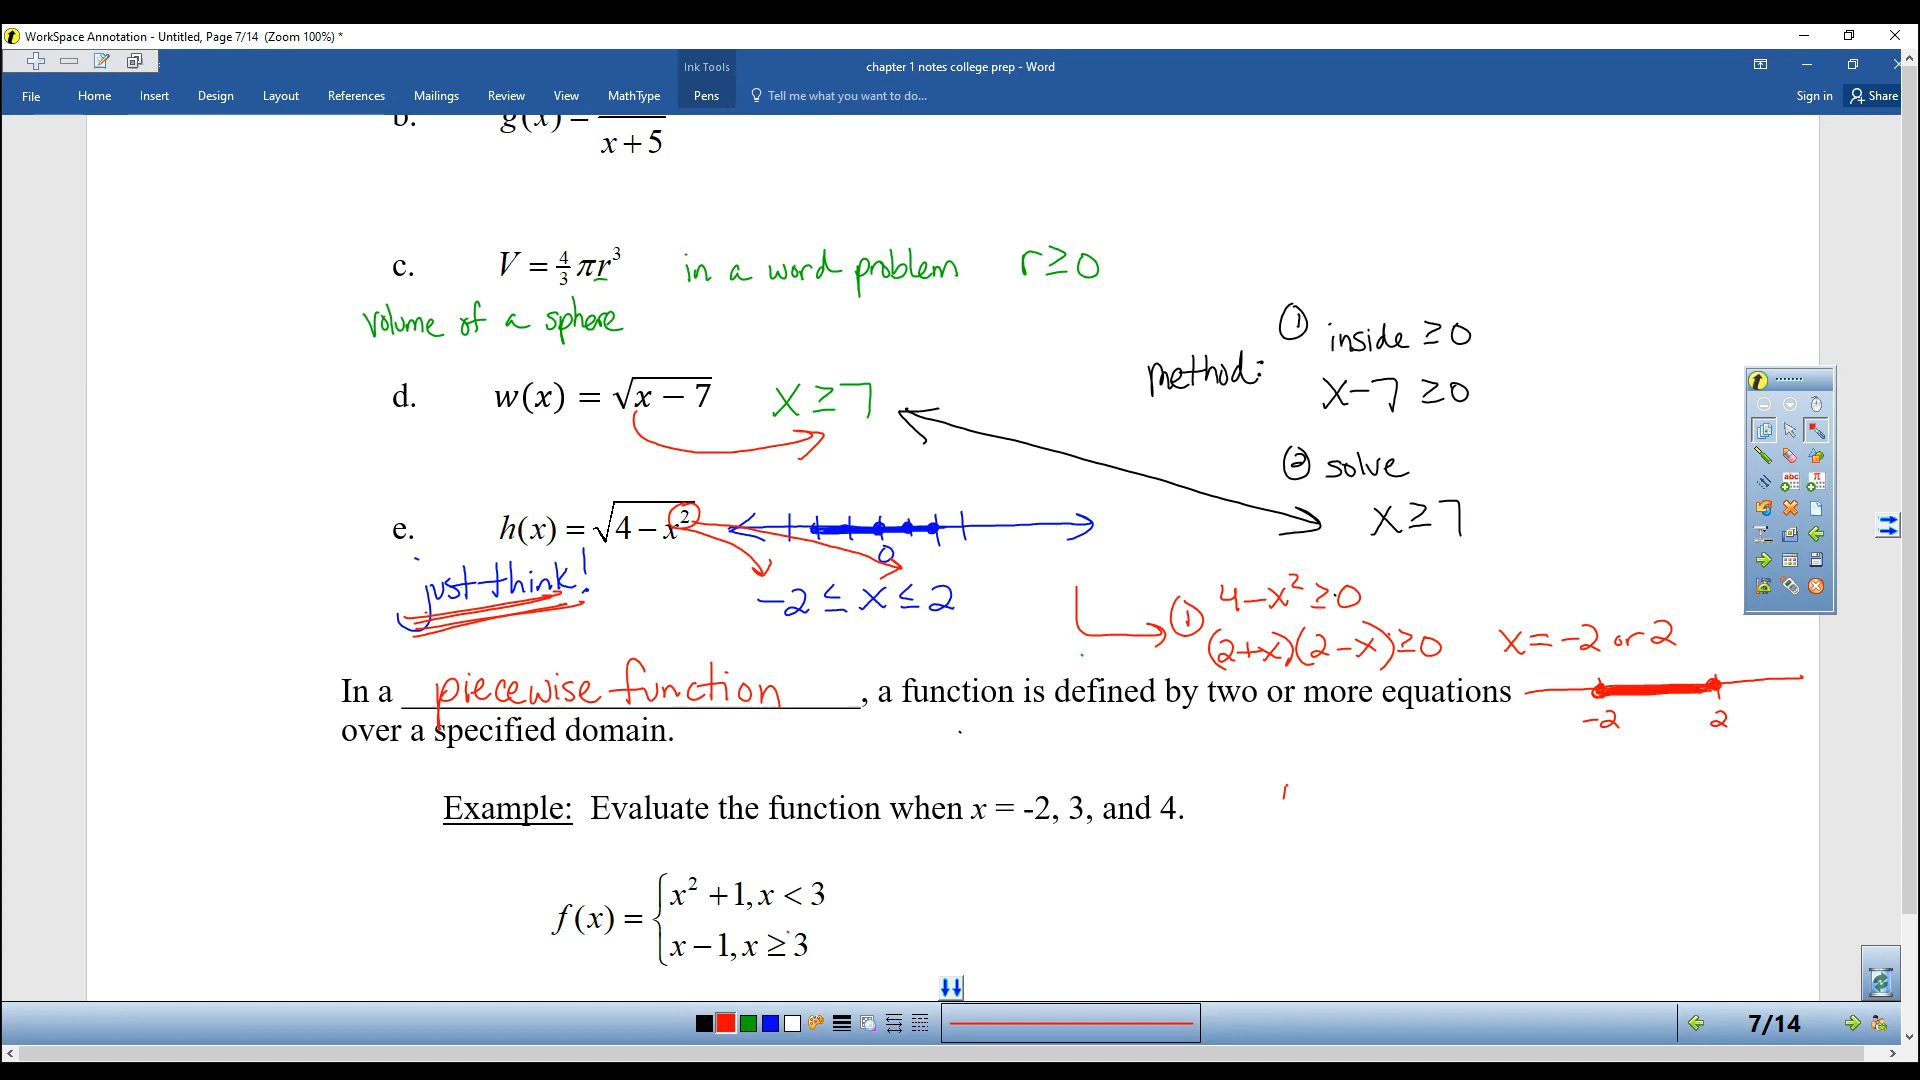 WorkSpace Annotation - Untitled, Page 7/14 (Zoom 100%) *
Ink Tools
chapter 1 notes college prep - Word
File Home Insert Design Layout References Mailings Review View MathType Pens Tell me what you want to do... Sign in Share
b. g(x) =
x + 5
c. V = 4/3 πr³ in a word problem r ≥ 0
volume of a sphere
① inside ≥ 0
method:
x - 7 ≥ 0
d. w(x) = √x − 7 x ≥ 7
② solve
x ≥ 7
e. h(x) = √4 − x²
0
just think!
-2 ≤ x ≤ 2
① 4 - x² ≥ 0
(2+x)(2-x) ≥ 0 x = -2 or 2
In a piecewise function, a function is defined by two or more equations
-2 2
over a specified domain.
Example: Evaluate the function when x = -2, 3, and 4.
f(x) = { x² + 1, x < 3
x − 1, x ≥ 3
7/14